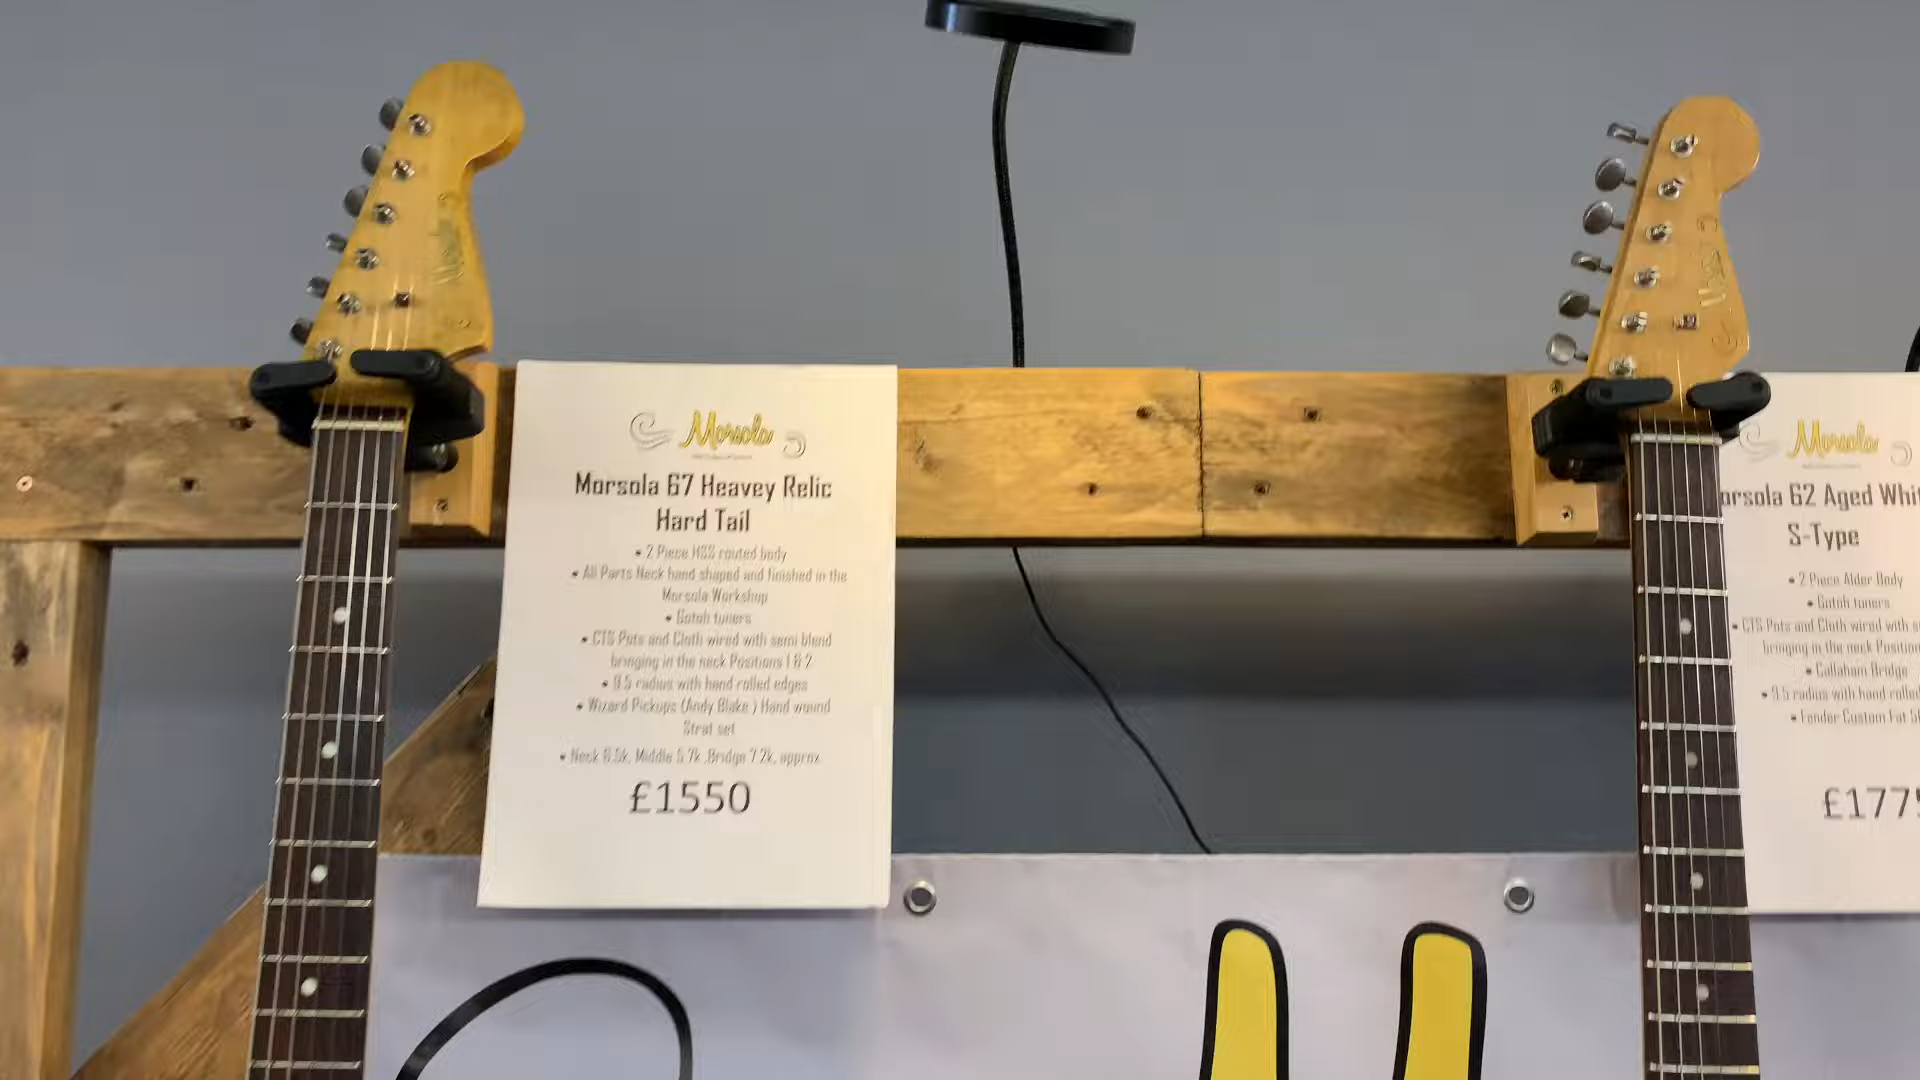 Morsola
Morsola 67 Heavey Relic
Hard Tail
• 2 Piece HSS routed body
• All Parts Neck hand shaped and finished in the
Morsola Workshop
• Gotoh tuners
• CTS Pots and Cloth wired with semi blend
bringing in the neck Positions 1 & 2
• 9.5 radius with hand rolled edges
• Wizard Pickups (Andy Blake ) Hand wound
Strat set
• Neck 6.5k, Middle 5.7k ,Bridge 7.2k, approx
£1550
Morsola
orsola 62 Aged Whi
S-Type
• 2 Piece Alder Body
• Gotoh tuners
• CTS Pots and Cloth wired with s
bringing in the neck Position
• Callaham Bridge
• 9.5 radius with hand rolled
• Fender Custom Fat
£1775